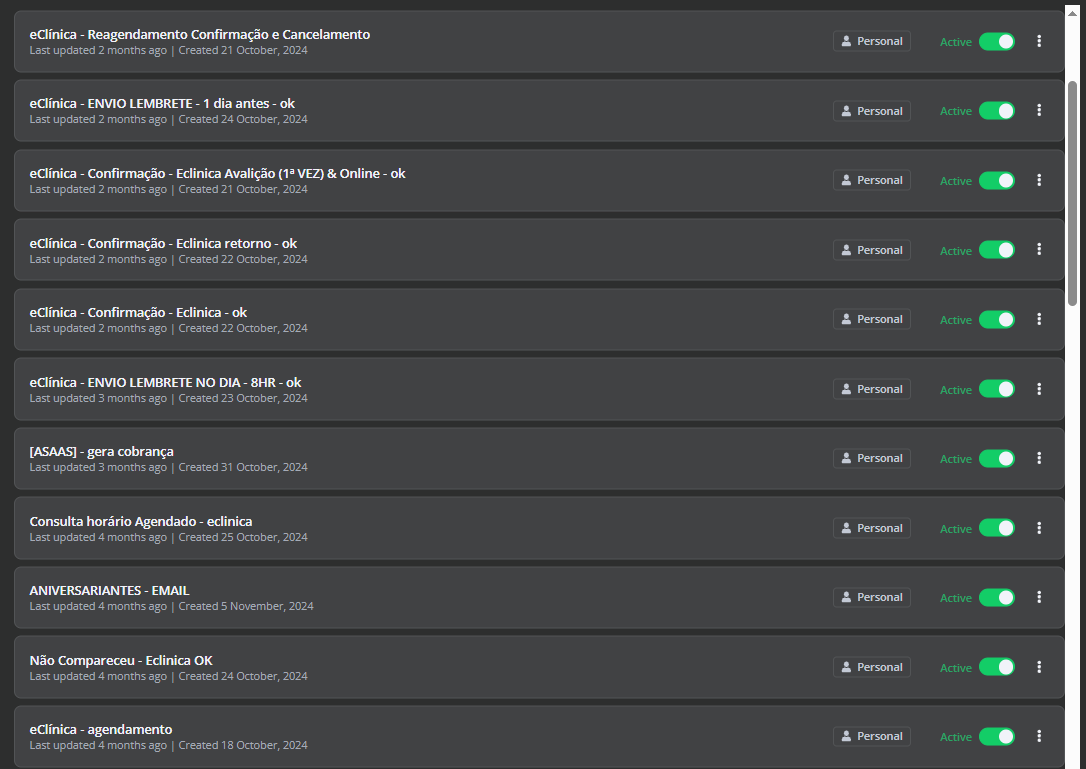 eClínica - Reagendamento Confirmação e Cancelamento
Last updated 2 months ago | Created 21 October, 2024
Personal
Active
eClínica - ENVIO LEMBRETE - 1 dia antes - ok
Last updated 2 months ago | Created 24 October, 2024
Personal
Active
eClínica - Confirmação - Eclinica Avalição (1ª VEZ) & Online - ok
Last updated 2 months ago | Created 21 October, 2024
Personal
Active
eClínica - Confirmação - Eclinica retorno - ok
Last updated 2 months ago | Created 22 October, 2024
Personal
Active
eClínica - Confirmação - Eclinica - ok
Last updated 2 months ago | Created 22 October, 2024
Personal
Active
eClínica - ENVIO LEMBRETE NO DIA - 8HR - ok
Last updated 3 months ago | Created 23 October, 2024
Personal
Active
[ASAAS] - gera cobrança
Last updated 3 months ago | Created 31 October, 2024
Personal
Active
Consulta horário Agendado - eclinica
Last updated 4 months ago | Created 25 October, 2024
Personal
Active
ANIVERSARIANTES - EMAIL
Last updated 4 months ago | Created 5 November, 2024
Personal
Active
Não Compareceu - Eclinica OK
Last updated 4 months ago | Created 24 October, 2024
Personal
Active
eClínica - agendamento
Last updated 4 months ago | Created 18 October, 2024
Personal
Active